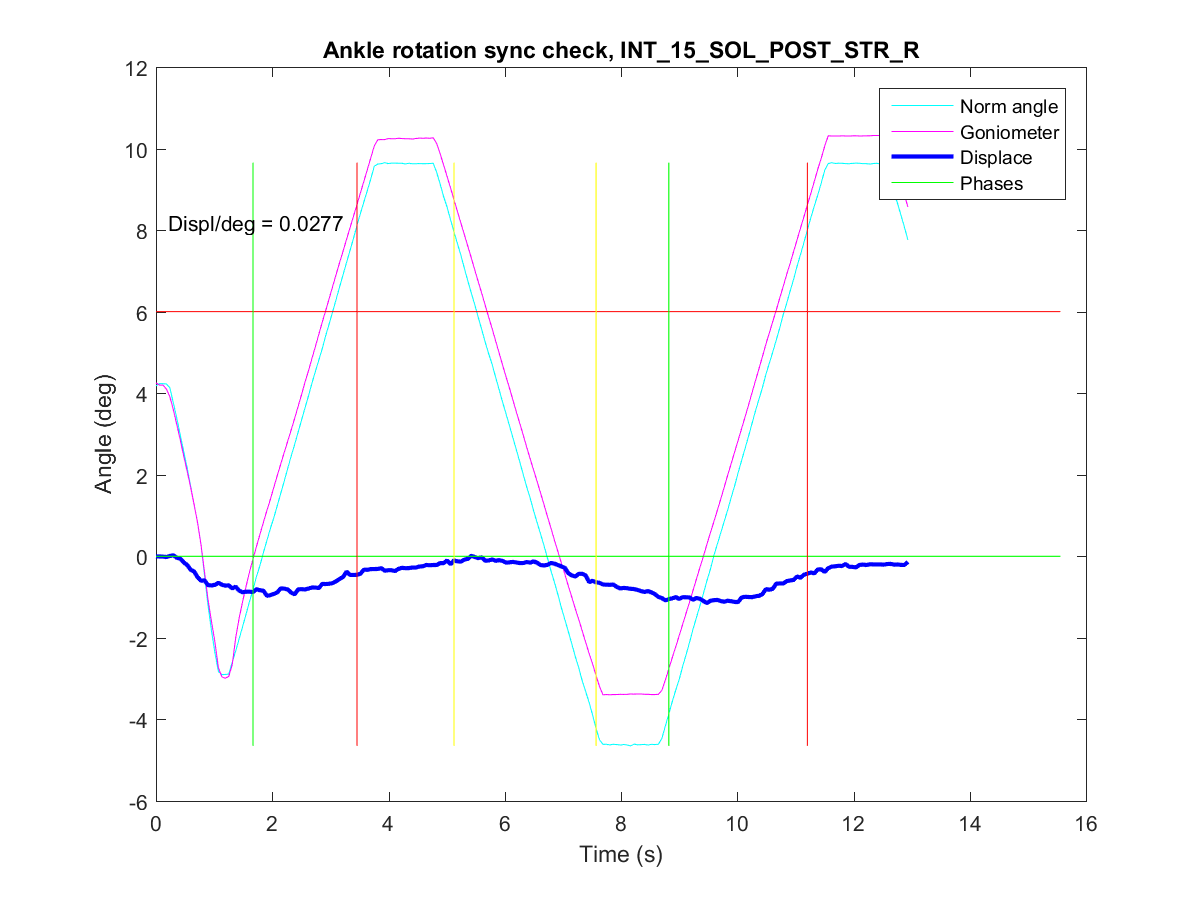 Ankle rotation sync check, INT_15_SOL_POST_STR_R
12
10
8
6
4
2
0
-2
-4
-6
Angle (deg)
Norm angle
Goniometer
Displace
Phases
Displ/deg = 0.0277
0 2 4 6 8 10 12 14 16
Time (s)